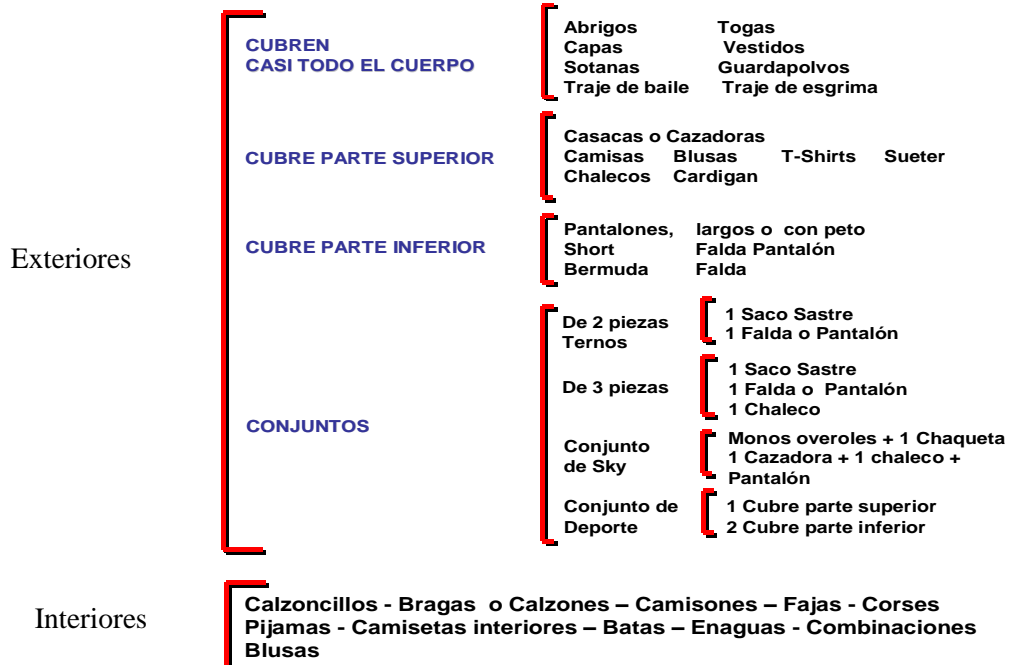 Exteriores
CUBREN
CASI TODO EL CUERPO
Abrigos Togas
Capas Vestidos
Sotanas Guardapolvos
Traje de baile Traje de esgrima
CUBRE PARTE SUPERIOR
Casacas o Cazadoras
Camisas Blusas T-Shirts Sueter
Chalecos Cardigan
CUBRE PARTE INFERIOR
Pantalones, largos o con peto
Short Falda Pantalón
Bermuda Falda
CONJUNTOS
De 2 piezas
Ternos
1 Saco Sastre
1 Falda o Pantalón
De 3 piezas
1 Saco Sastre
1 Falda o Pantalón
1 Chaleco
Conjunto
de Sky
Monos overoles + 1 Chaqueta
1 Cazadora + 1 chaleco +
Pantalón
Conjunto de
Deporte
1 Cubre parte superior
2 Cubre parte inferior
Interiores
Calzoncillos - Bragas o Calzones – Camisones – Fajas - Corses
Pijamas - Camisetas interiores – Batas – Enaguas - Combinaciones
Blusas